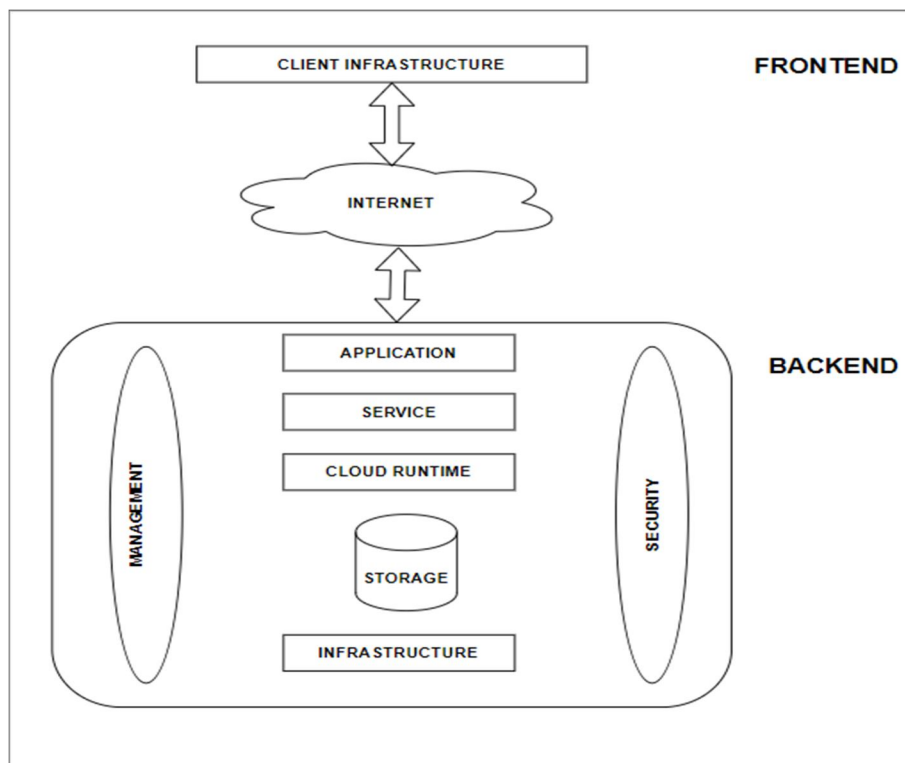 CLIENT INFRASTRUCTURE
FRONTEND
INTERNET
APPLICATION
BACKEND
SERVICE
CLOUD RUNTIME
MANAGEMENT
SECURITY
STORAGE
INFRASTRUCTURE